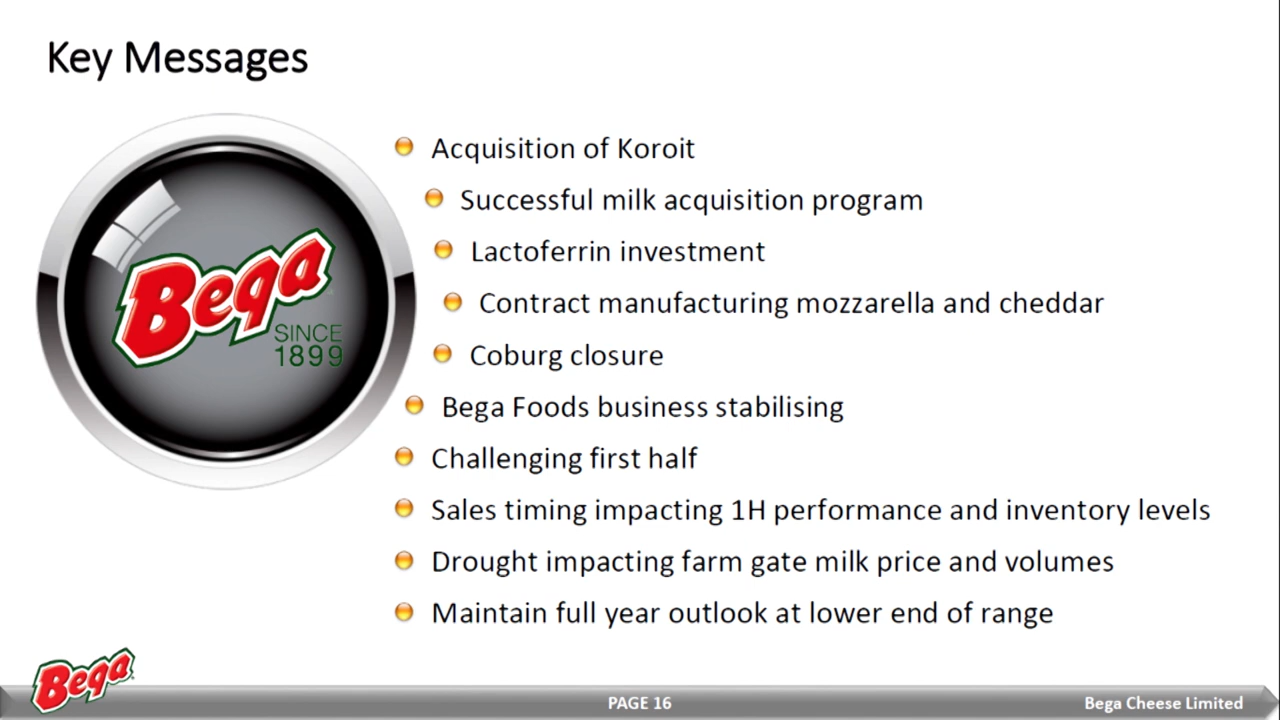 Key Messages
Bega
SINCE
1899
Acquisition of Koroit
Successful milk acquisition program
Lactoferrin investment
Contract manufacturing mozzarella and cheddar
Coburg closure
Bega Foods business stabilising
Challenging first half
Sales timing impacting 1H performance and inventory levels
Drought impacting farm gate milk price and volumes
Maintain full year outlook at lower end of range
Bega
PAGE 16
Bega Cheese Limited